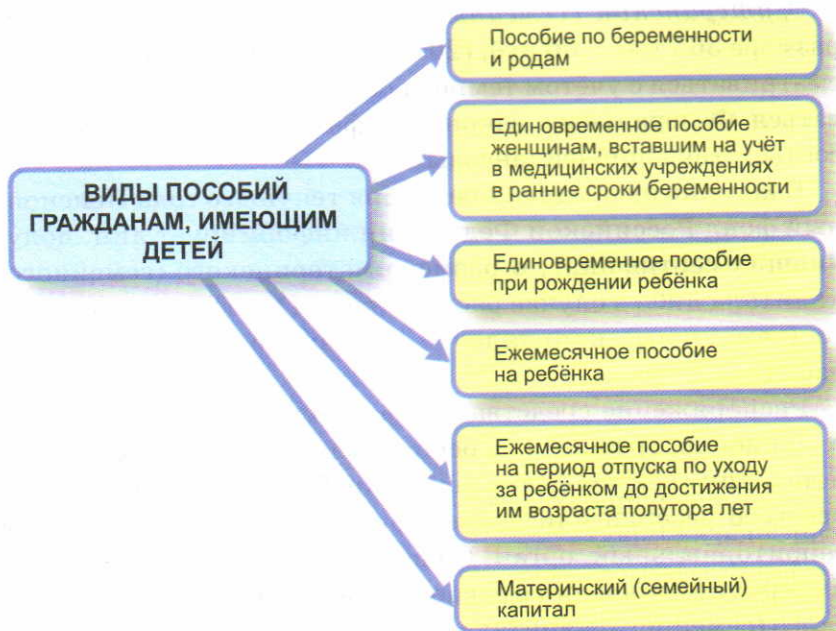 Пособие по беременности
и родам
Единовременное пособие
женщинам, вставшим на учёт
в медицинских учреждениях
в ранние сроки беременности
ВИДЫ ПОСОБИЙ
ГРАЖДАНАМ, ИМЕЮЩИМ
ДЕТЕЙ
Единовременное пособие
при рождении ребёнка
Ежемесячное пособие
на ребёнка
Ежемесячное пособие
на период отпуска по уходу
за ребёнком до достижения
им возраста полутора лет
Материнский (семейный)
капитал